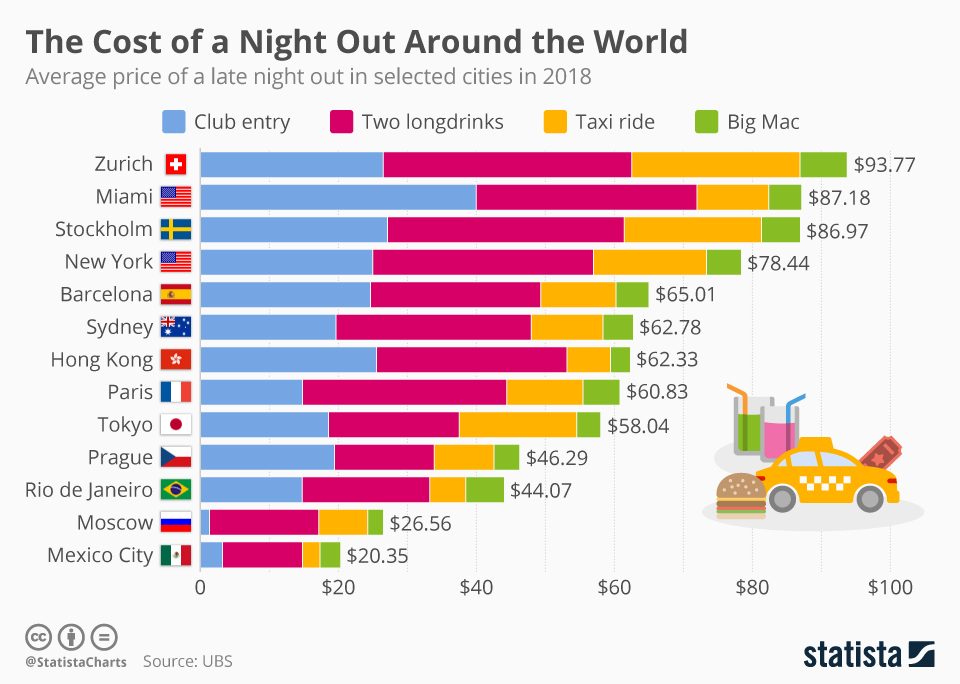 The Cost of a Night Out Around the World
Average price of a late night out in selected cities in 2018
Club entry Two longdrinks Taxi ride Big Mac
Zurich $93.77
Miami $87.18
Stockholm $86.97
New York $78.44
Barcelona $65.01
Sydney $62.78
Hong Kong $62.33
Paris $60.83
Tokyo $58.04
Prague $46.29
Rio de Janeiro $44.07
Moscow $26.56
Mexico City $20.35
0 $20 $40 $60 $80 $100
cc
@StatistaCharts Source: UBS
statista